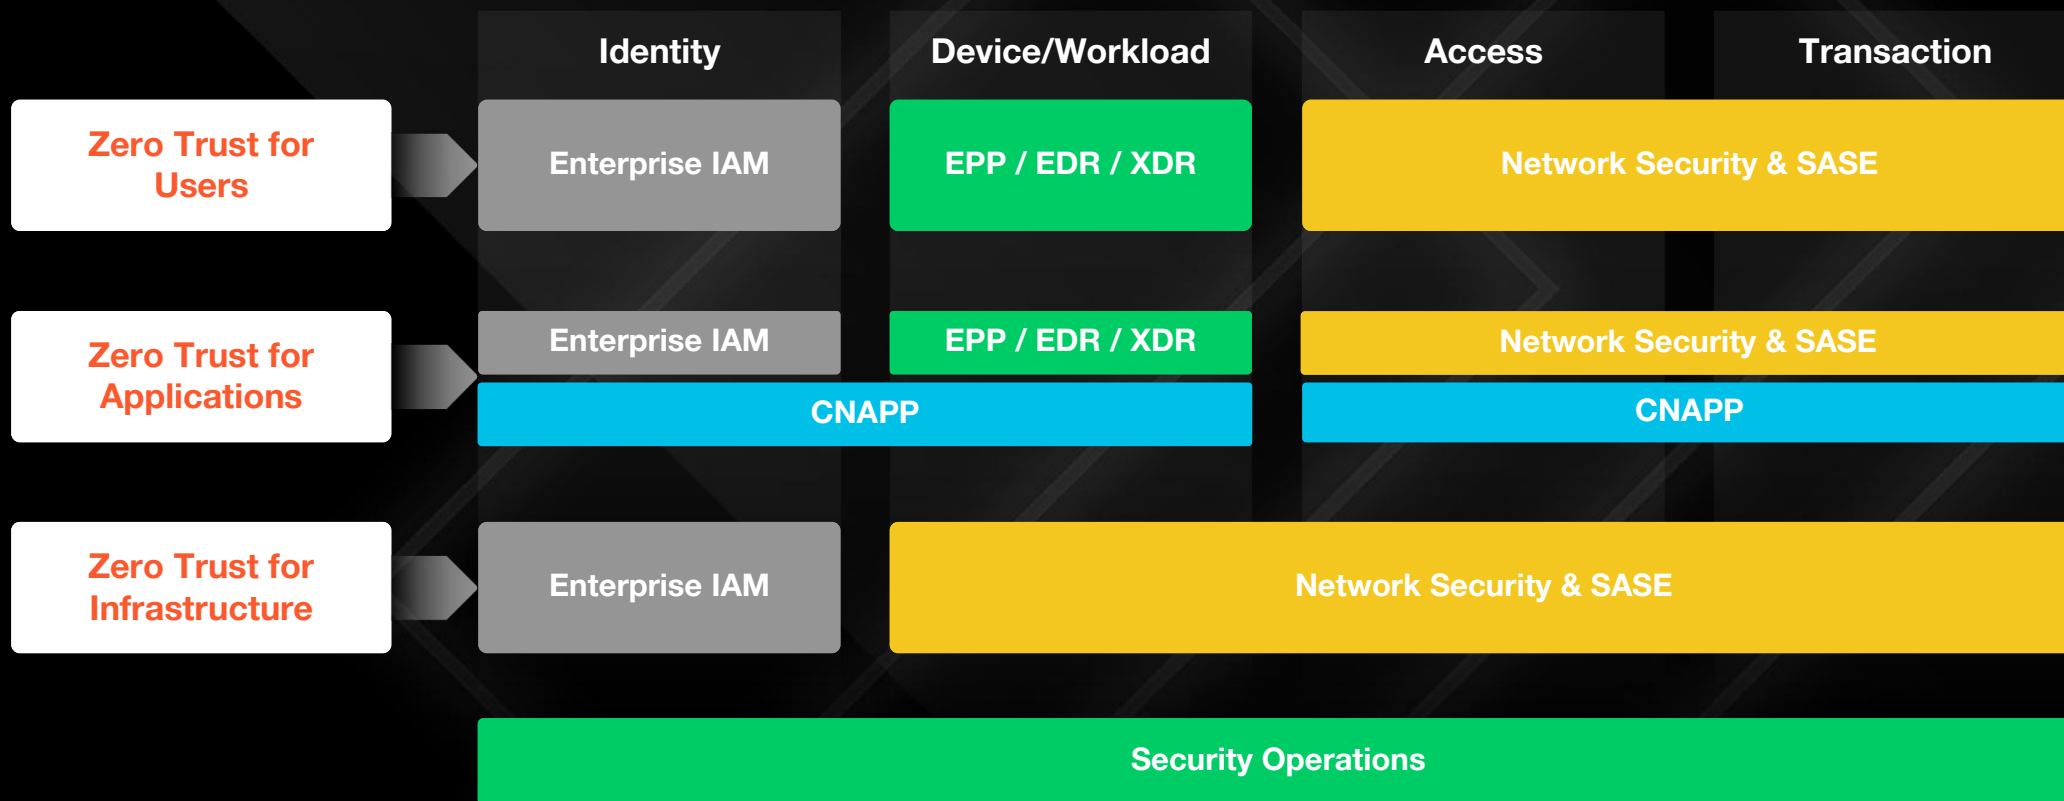 Identity
Device/Workload
Access
Transaction
Zero Trust for
Users
Enterprise IAM
EPP / EDR / XDR
Network Security & SASE
Zero Trust for
Applications
Enterprise IAM
EPP / EDR / XDR
Network Security & SASE
CNAPP
CNAPP
Zero Trust for
Infrastructure
Enterprise IAM
Network Security & SASE
Security Operations